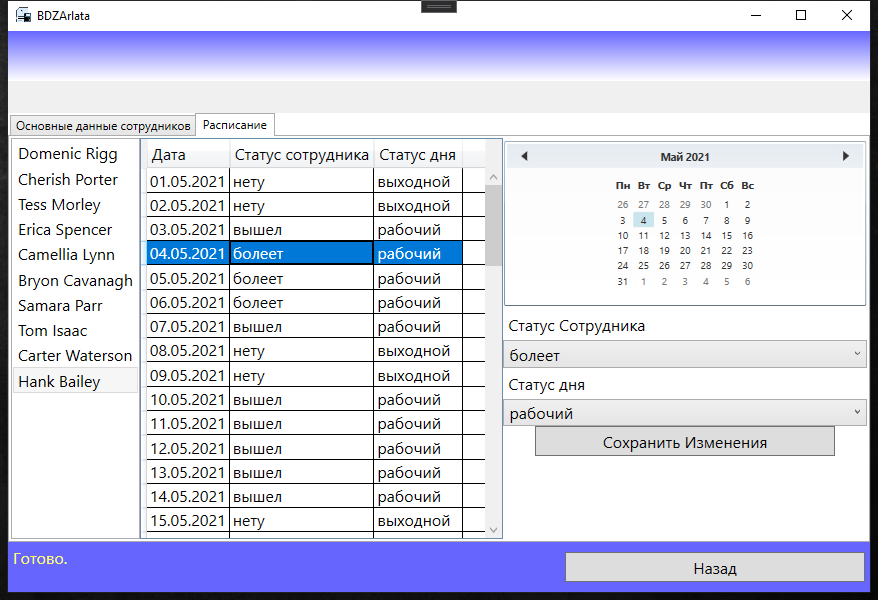 BDZArlata
Основные данные сотрудников Расписание
Domenic Rigg
Cherish Porter
Tess Morley
Erica Spencer
Camellia Lynn
Bryon Cavanagh
Samara Parr
Tom Isaac
Carter Waterson
Hank Bailey
Дата Статус сотрудника Статус дня
01.05.2021 нету выходной
02.05.2021 нету выходной
03.05.2021 вышел рабочий
04.05.2021 болеет рабочий
05.05.2021 болеет рабочий
06.05.2021 болеет рабочий
07.05.2021 вышел рабочий
08.05.2021 нету выходной
09.05.2021 нету выходной
10.05.2021 вышел рабочий
11.05.2021 вышел рабочий
12.05.2021 вышел рабочий
13.05.2021 вышел рабочий
14.05.2021 вышел рабочий
15.05.2021 нету выходной
Май 2021
Пн Вт Ср Чт Пт Сб Вс
26 27 28 29 30 1 2
3 4 5 6 7 8 9
10 11 12 13 14 15 16
17 18 19 20 21 22 23
24 25 26 27 28 29 30
31 1 2 3 4 5 6
Статус Сотрудника
болеет
Статус дня
рабочий
Сохранить Изменения
Готово.
Назад